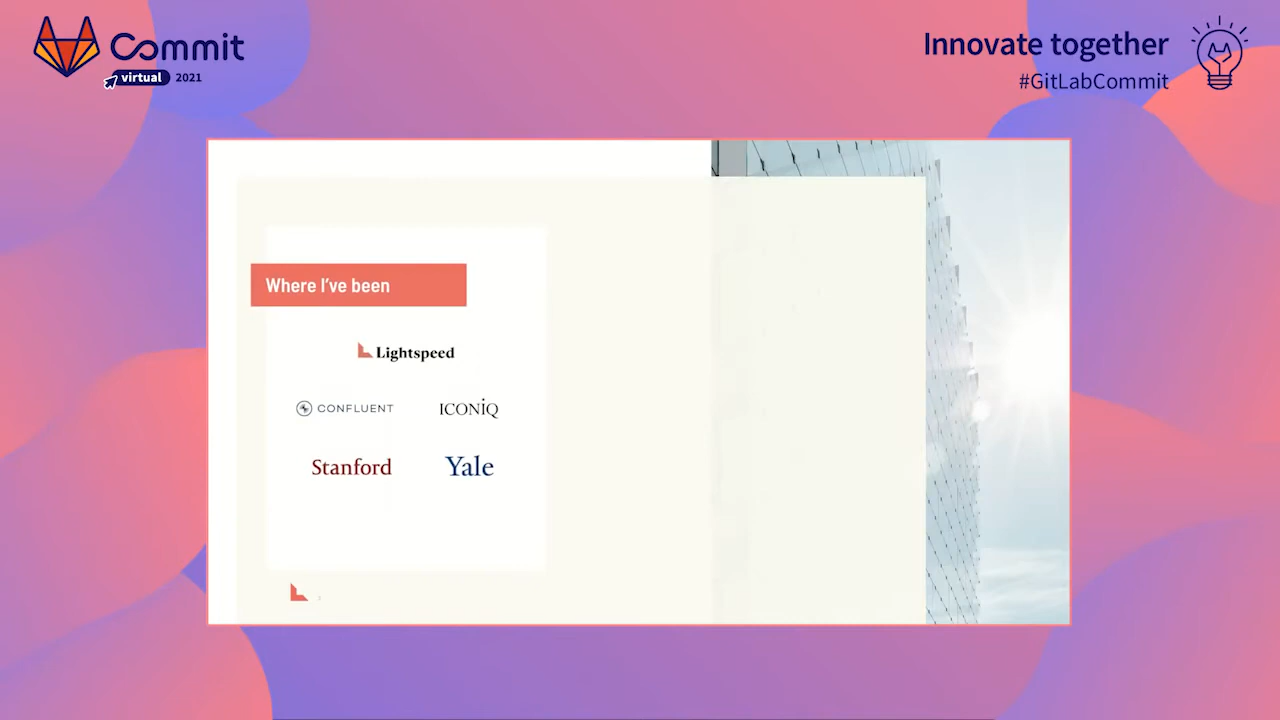 Commit
virtual 2021
Innovate together
#GitLabCommit
Where I've been
Lightspeed
CONFLUENT
ICONIQ
Stanford
Yale